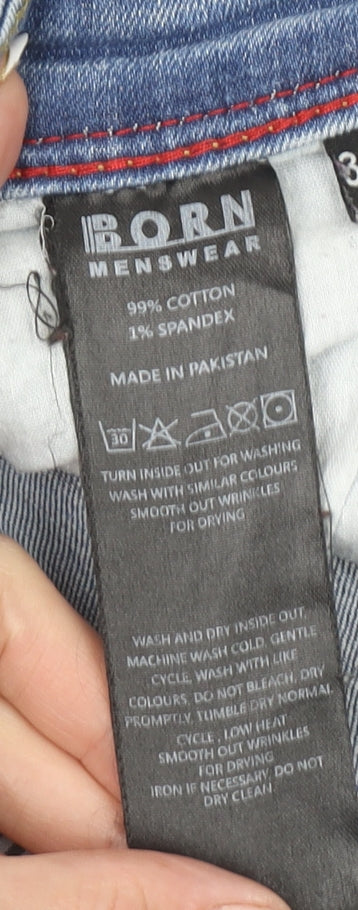 3
BORN
MENSWEAR
99% COTTON
1% SPANDEX
MADE IN PAKISTAN
30
TURN INSIDE OUT FOR WASHING
WASH WITH SIMILAR COLOURS
SMOOTH OUT WRINKLES
FOR DRYING
WASH AND DRY INSIDE OUT,
MACHINE WASH COLD, GENTLE
CYCLE, WASH WITH LIKE
COLOURS, DO NOT BLEACH, DRY
PROMPTLY, TUMBLE DRY NORMAL
CYCLE, LOW HEAT
SMOOTH OUT WRINKLES
FOR DRYING
IRON IF NECESSARY, DO NOT
DRY CLEAN